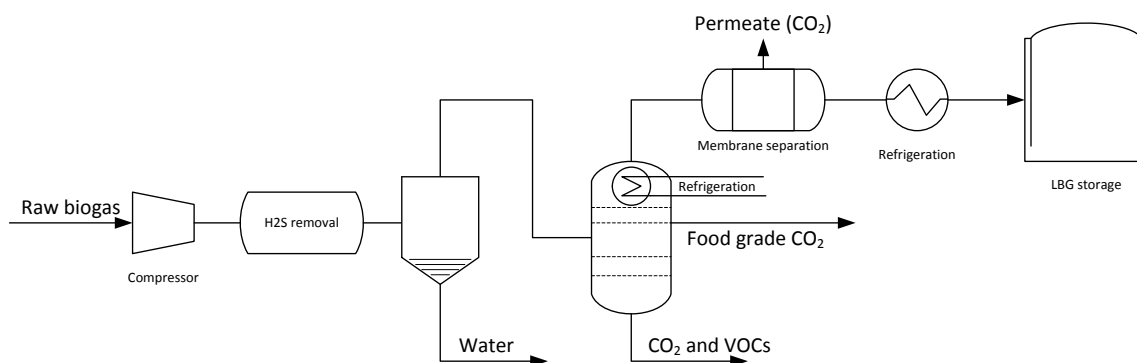 Permeate (CO₂)
Membrane separation
Refrigeration
LBG storage
Refrigeration
Raw biogas
H2S removal
Food grade CO₂
Compressor
Water
CO₂ and VOCs